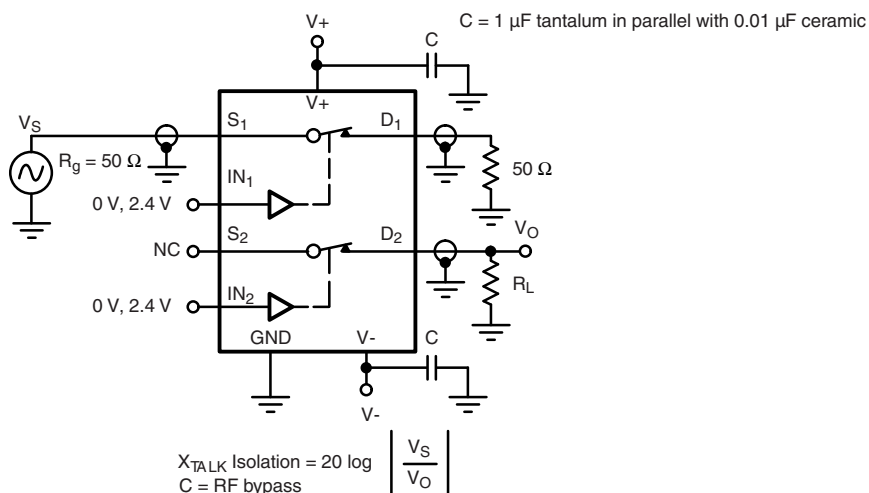 C = 1 µF tantalum in parallel with 0.01 µF ceramic
V+
C
V+
VS
S1
D1
Rg = 50 Ω
50 Ω
IN1
0 V, 2.4 V
S2
D2
VO
NC
RL
IN2
0 V, 2.4 V
GND
V-
C
V-
XTALK Isolation = 20 log
VS
VO
C = RF bypass